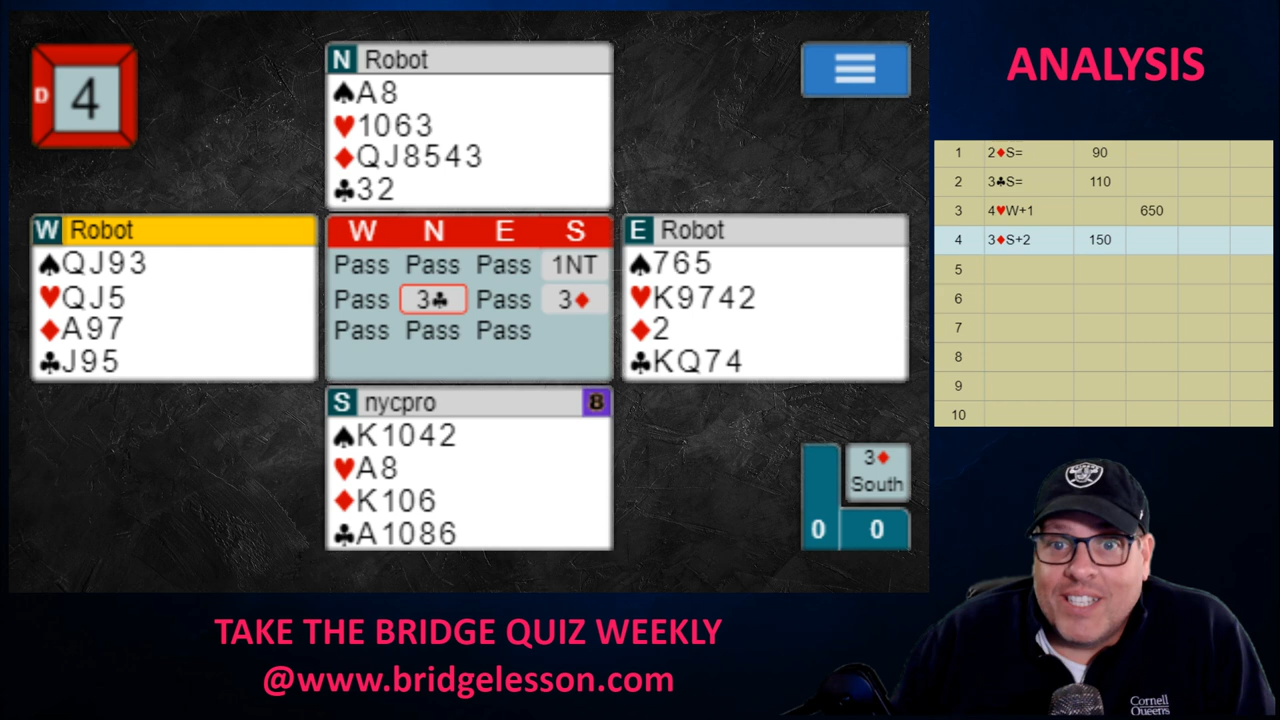 D 4
N Robot
♠A8
♥1063
♦QJ8543
♣32
W Robot
♠QJ93
♥QJ5
♦A97
♣J95
W N E S
Pass Pass Pass 1NT
Pass 3♣ Pass 3♦
Pass Pass Pass
E Robot
♠765
♥K9742
♦2
♣KQ74
S nycpro 8
♠K1042
♥A8
♦K106
♣A1086
3♦
South
0 0
ANALYSIS
1 2♦S= 90
2 3♣S= 110
3 4♥W+1 650
4 3♦S+2 150
5
6
7
8
9
10
TAKE THE BRIDGE QUIZ WEEKLY
@www.bridgelesson.com
RAIDERS
Cornell
Queens